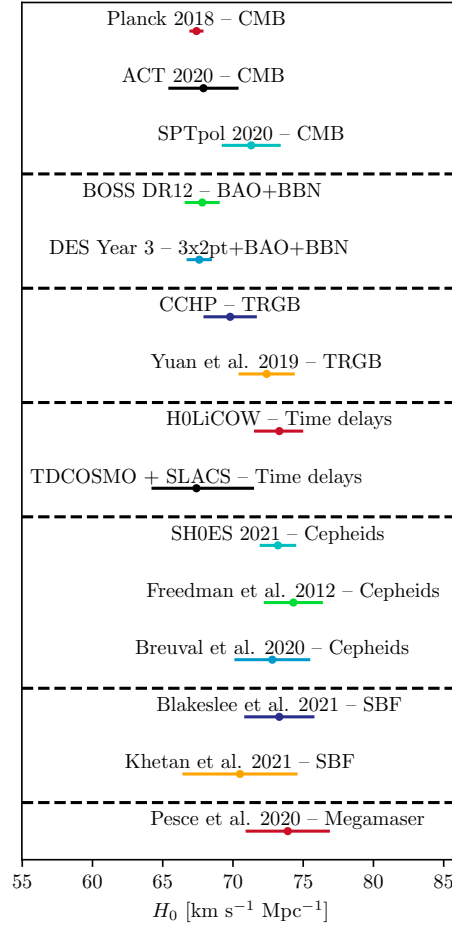 Planck 2018 – CMB
ACT 2020 – CMB
SPTpol 2020 – CMB
BOSS DR12 – BAO+BBN
DES Year 3 – 3x2pt+BAO+BBN
CCHP – TRGB
Yuan et al. 2019 – TRGB
H0LiCOW – Time delays
TDCOSMO + SLACS – Time delays
SH0ES 2021 – Cepheids
Freedman et al. 2012 – Cepheids
Breuval et al. 2020 – Cepheids
Blakeslee et al. 2021 – SBF
Khetan et al. 2021 – SBF
Pesce et al. 2020 – Megamaser
55 60 65 70 75 80 85
H₀ [km s⁻¹ Mpc⁻¹]